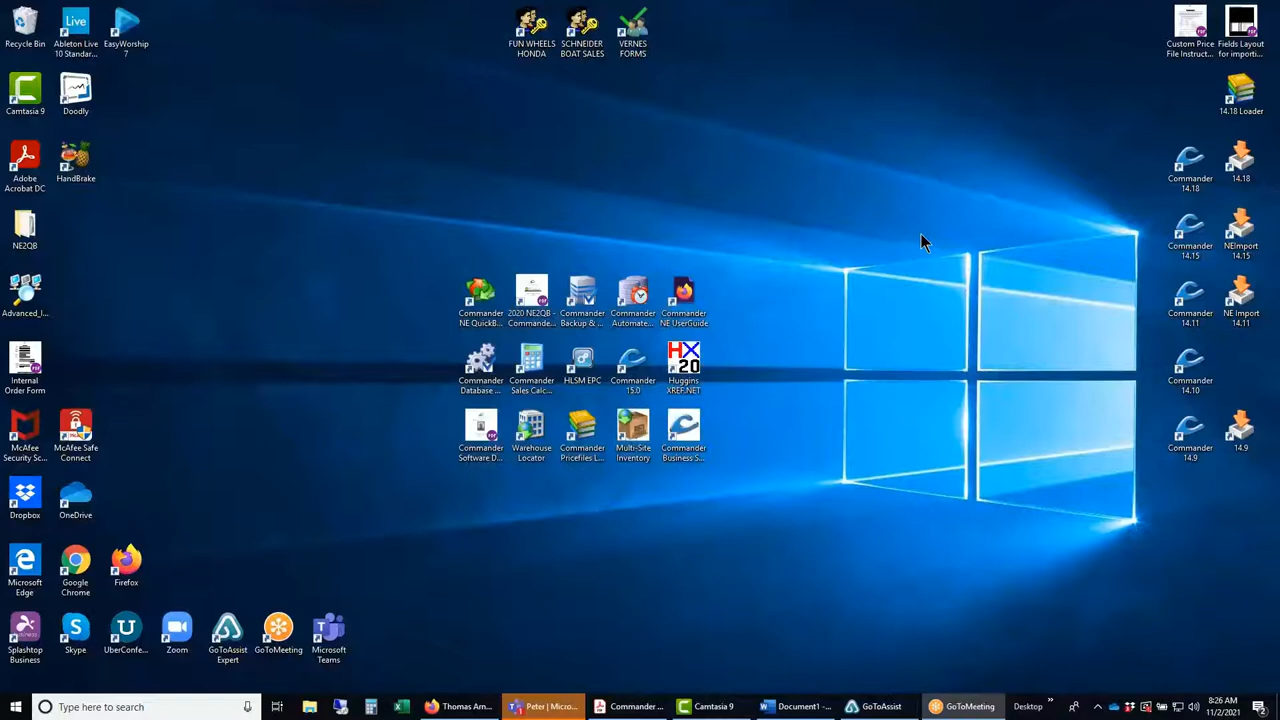 Recycle Bin
Live
Ableton Live
10 Standar...
EasyWorship
7
FUN WHEELS
HONDA
SCHNEIDER
BOAT SALES
VERNES
FORMS
Custom Price
File Instruct...
Fields Layout
for importi...
Camtasia 9
Doodly
14.18 Loader
Adobe
Acrobat DC
HandBrake
Commander
14.18
14.18
NE2QB
Commander
14.15
NEImport
14.15
Advanced_I...
Commander
NE QuickB...
2020 NE2QB -
Commande...
Commander
Backup & ...
Commander
Automate...
Commander
NE UserGuide
Commander
14.11
NE Import
14.11
Internal
Order Form
Commander
Database ...
Commander
Sales Calc...
HLSM EPC
Commander
15.0
HX
20
Huggins
XREF.NET
Commander
14.10
McAfee
Security Sc...
McAfee Safe
Connect
Commander
Software D...
Warehouse
Locator
Commander
Pricefiles L...
Multi-Site
Inventory
Commander
Business S...
Commander
14.9
14.9
Dropbox
OneDrive
Microsoft
Edge
Google
Chrome
Firefox
Splashtop
Business
Skype
UberConfe...
Zoom
GoToAssist
Expert
GoToMeeting
Microsoft
Teams
Type here to search
Thomas Am...
Peter | Micro...
Commander ...
Camtasia 9
Document1 - ...
GoToAssist
GoToMeeting
Desktop
8:26 AM
11/2/2021